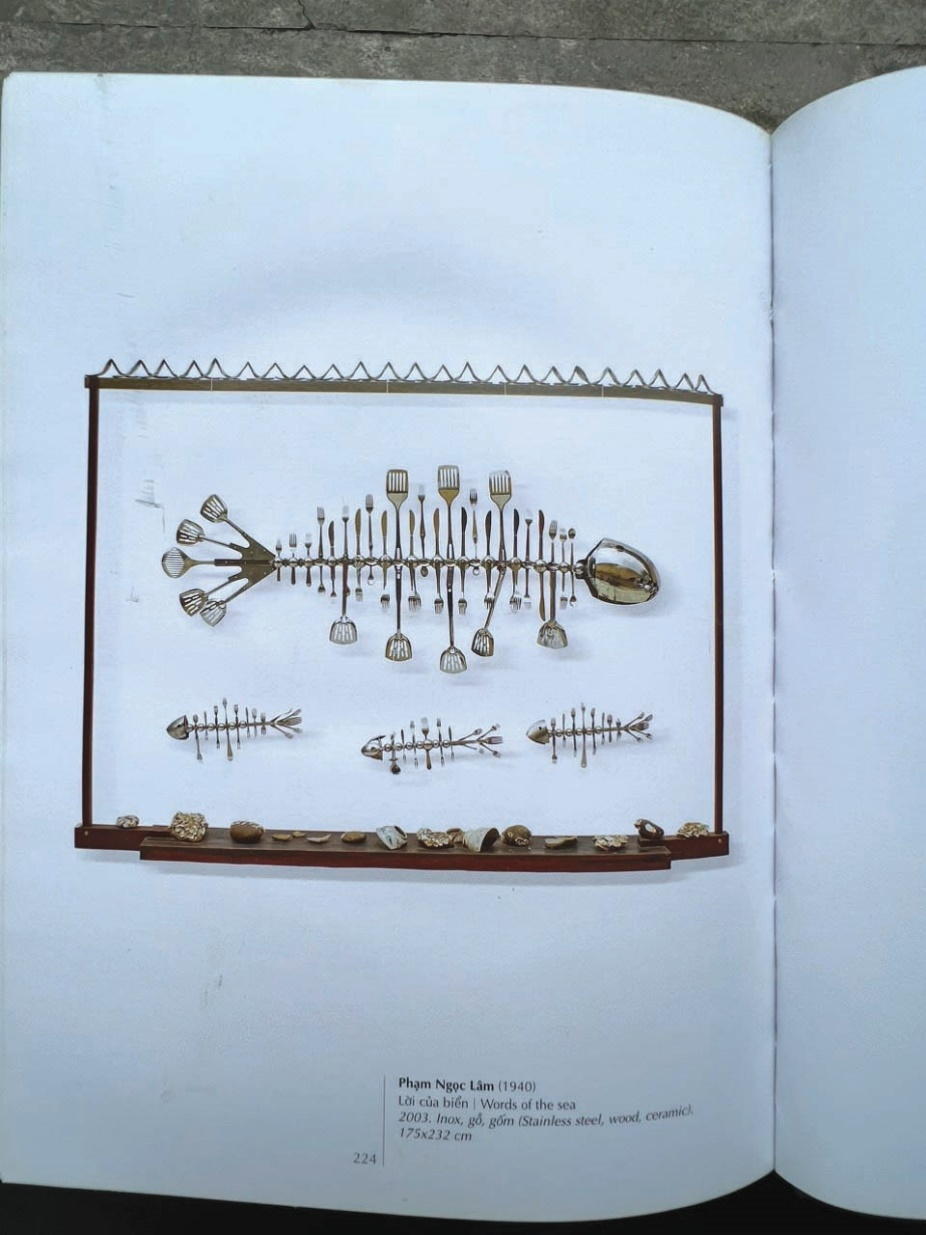 Phạm Ngọc Lâm (1940)
Lời của biển | Words of the sea
2003. Inox, gỗ, gốm (Stainless steel, wood, ceramic).
175x232 cm
224